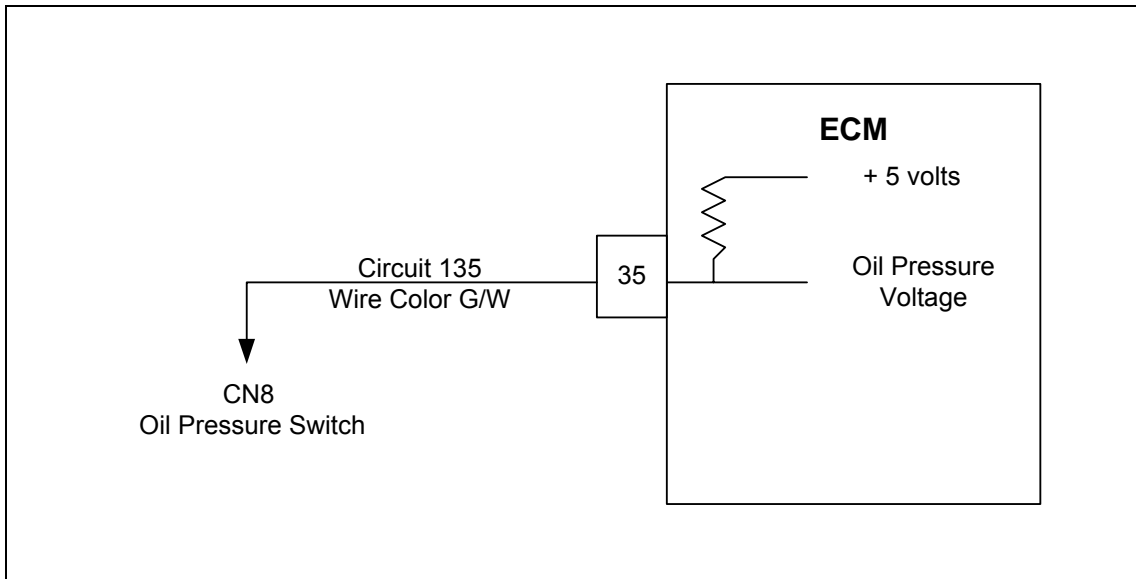 ECM
+ 5 volts
Oil Pressure
Voltage
35
Circuit 135
Wire Color G/W
CN8
Oil Pressure Switch